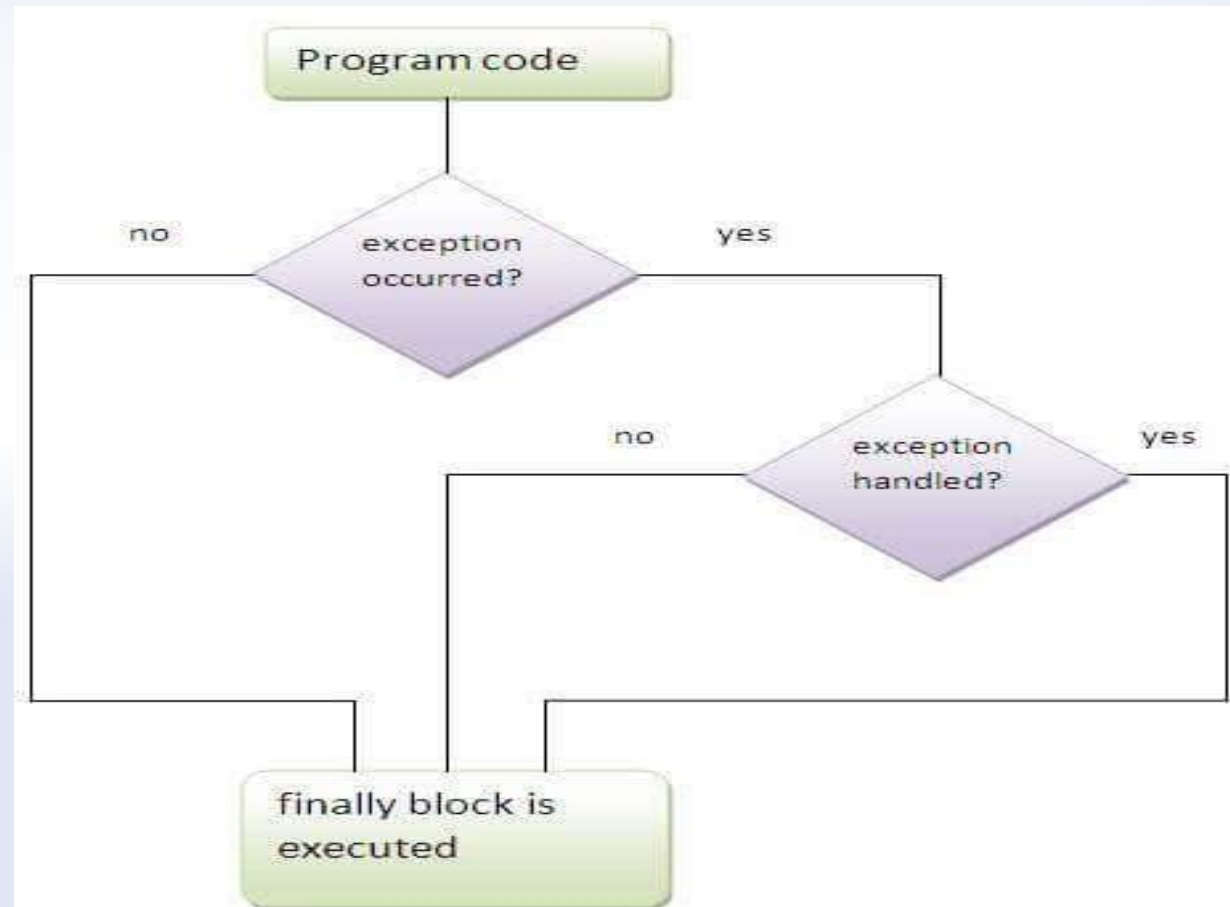 Program code
no
exception
occurred?
yes
no
exception
handled?
yes
finally block is
executed